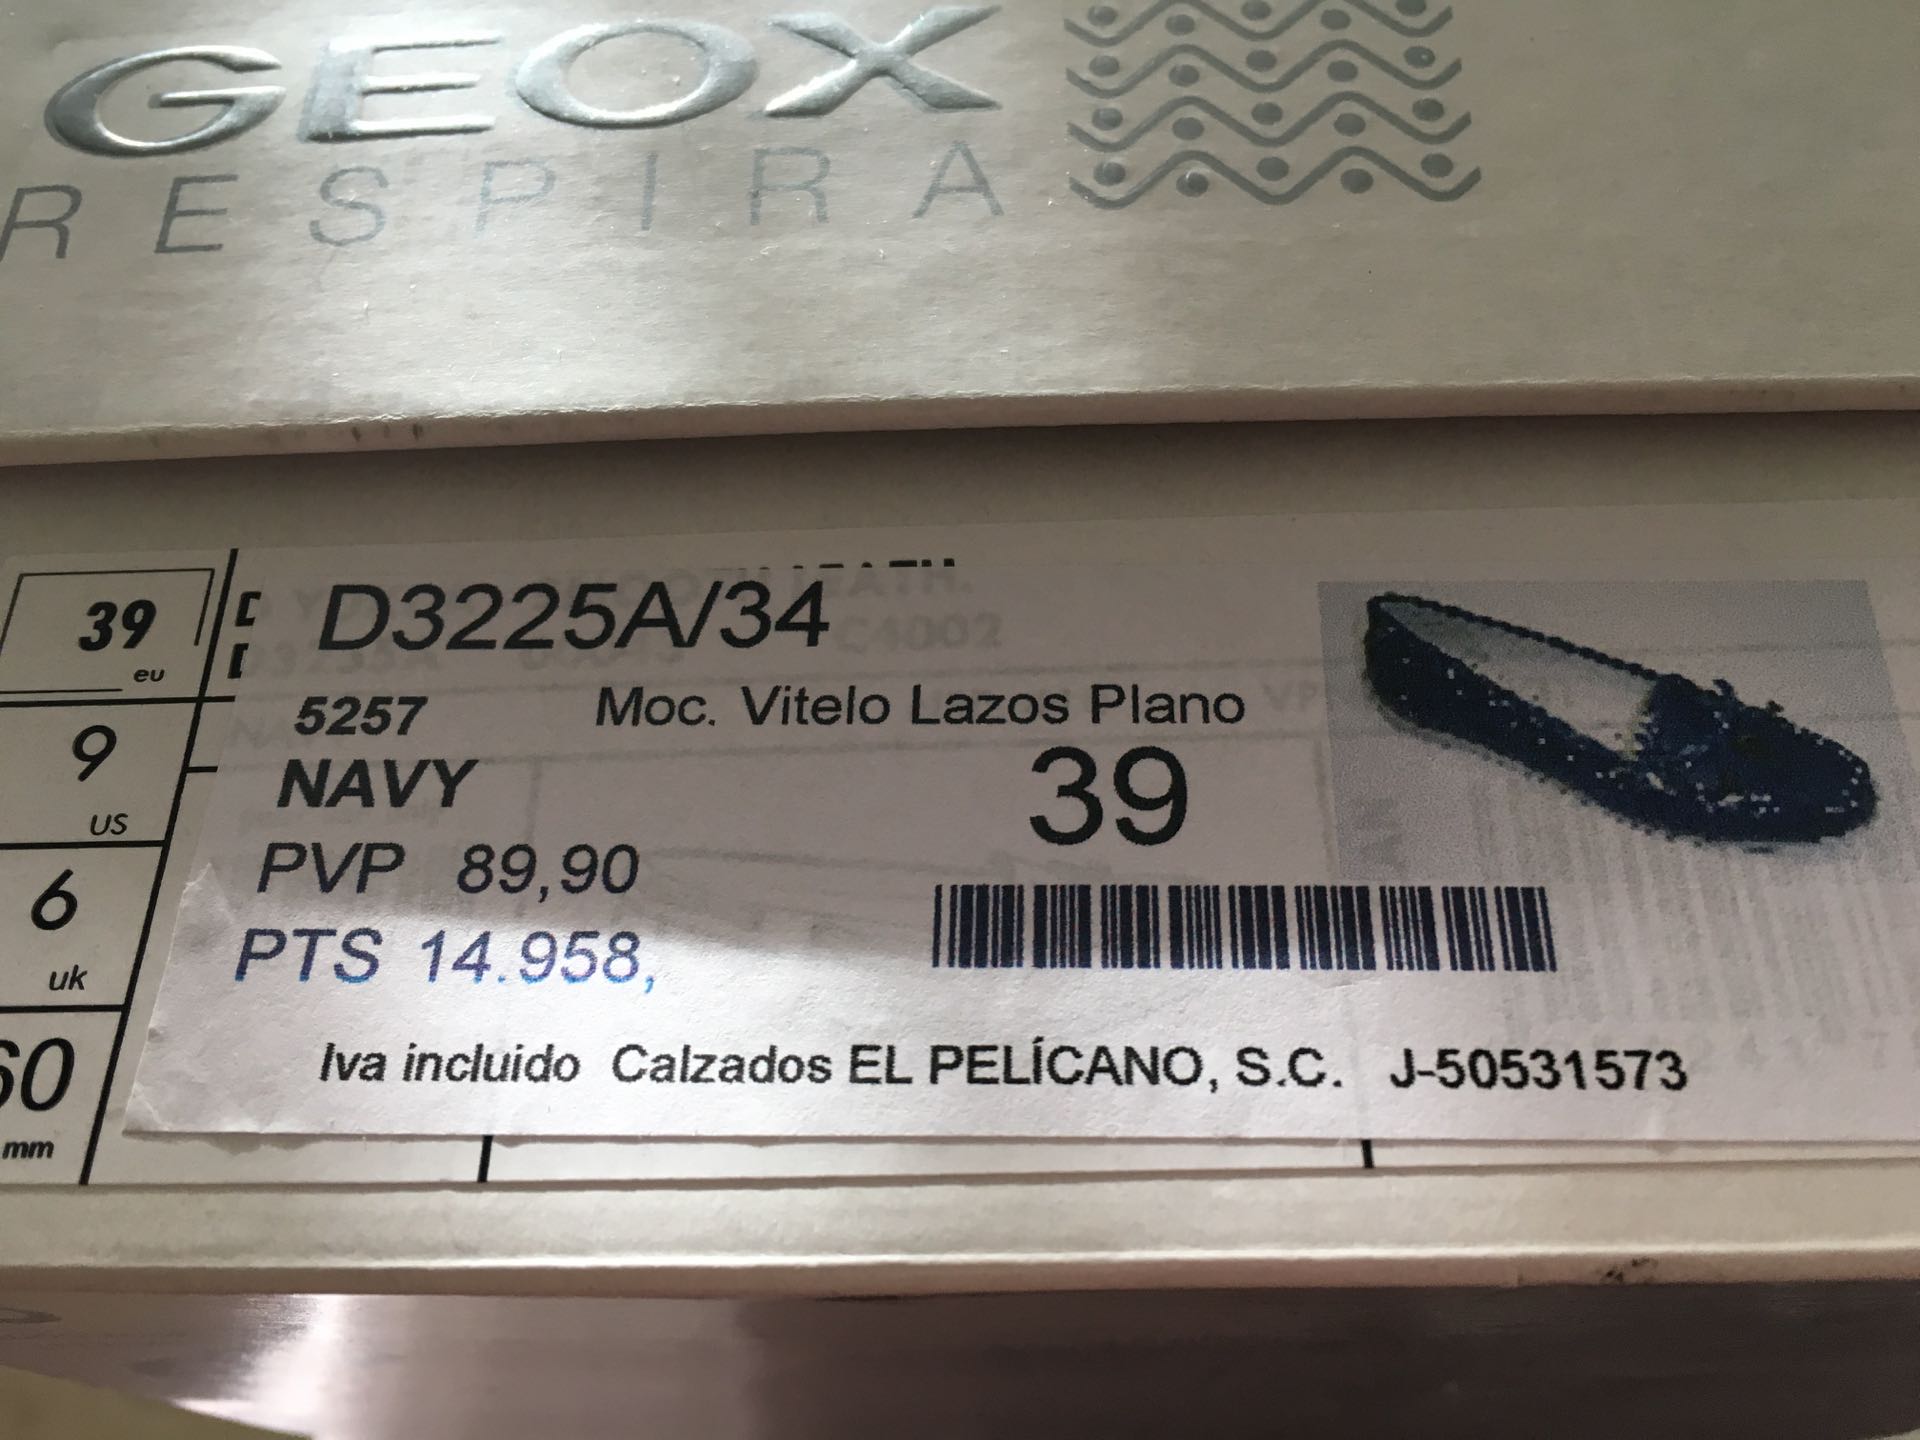 GEOX
RESPIRA
39
eu
9
us
6
uk
60
mm
D3225A/34
5257 Moc. Vitelo Lazos Plano
NAVY
39
PVP 89,90
PTS 14.958,
Iva incluido Calzados EL PELÍCANO, S.C. J-50531573